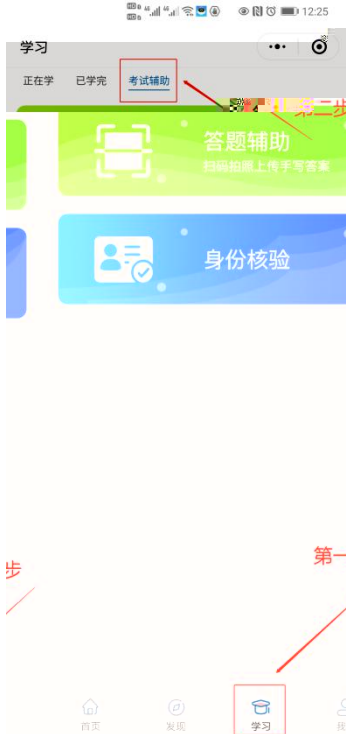 12:25
学习
正在学 已学完 考试辅助
第二步
答题辅助
扫码拍照上传手写答案
身份核验
第一
步
首页 发现 学习